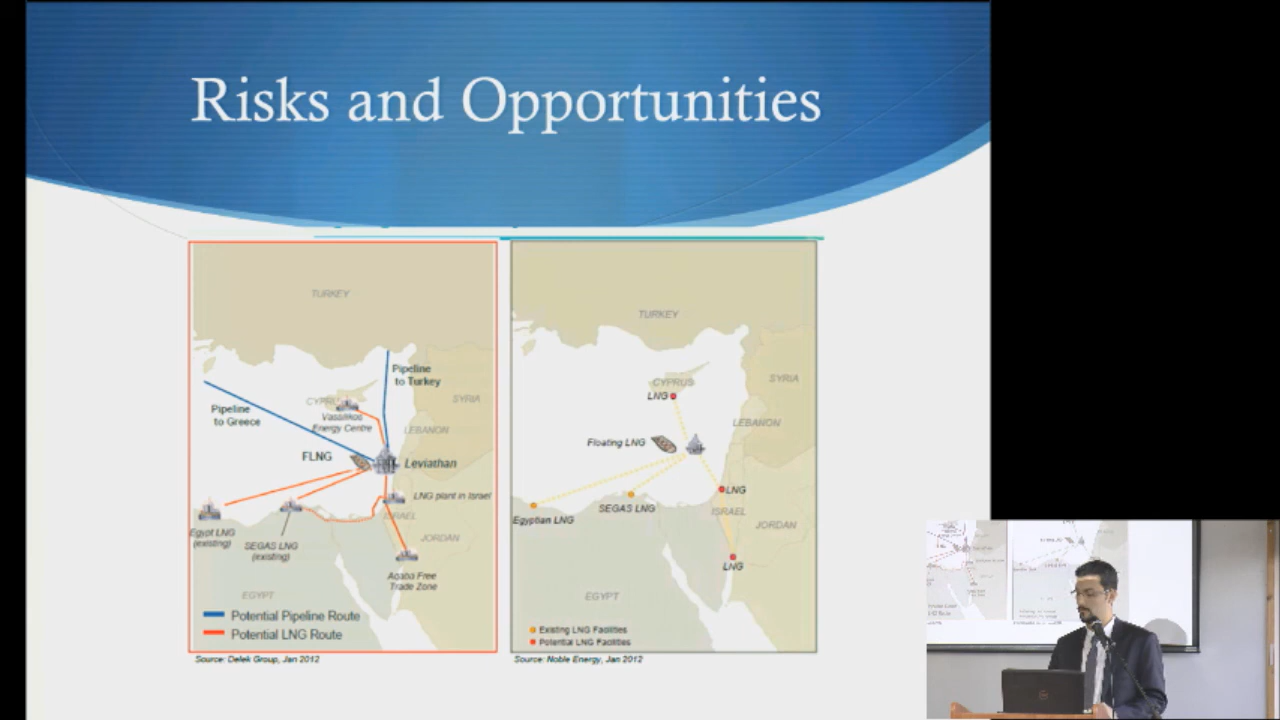 Risks and Opportunities
TURKEY
Pipeline
to Turkey
CYPRUS
SYRIA
Vassilikos
Energy Centre
Pipeline
to Greece
LEBANON
FLNG
Leviathan
LNG plant in Israel
ISRAEL
Egypt LNG
(existing)
SEGAS LNG
(existing)
JORDAN
Aqaba Free
Trade Zone
EGYPT
Potential Pipeline Route
Potential LNG Route
Source: Delek Group, Jan 2012
TURKEY
CYPRUS
SYRIA
LNG
LEBANON
Floating LNG
LNG
SEGAS LNG
ISRAEL
Egyptian LNG
JORDAN
LNG
EGYPT
Existing LNG Facilities
Potential LNG Facilities
Source: Noble Energy, Jan 2012